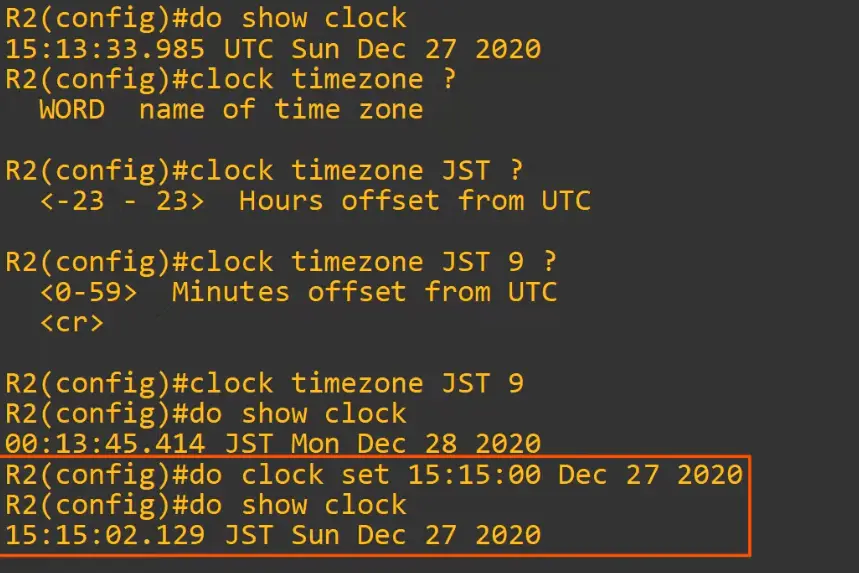 R2(config)#do show clock
15:13:33.985 UTC Sun Dec 27 2020
R2(config)#clock timezone ?
WORD  name of time zone
R2(config)#clock timezone JST ?
<-23 - 23>  Hours offset from UTC
R2(config)#clock timezone JST 9 ?
<0-59>  Minutes offset from UTC
<cr>
R2(config)#clock timezone JST 9
R2(config)#do show clock
00:13:45.414 JST Mon Dec 28 2020
R2(config)#do clock set 15:15:00 Dec 27 2020
R2(config)#do show clock
15:15:02.129 JST Sun Dec 27 2020